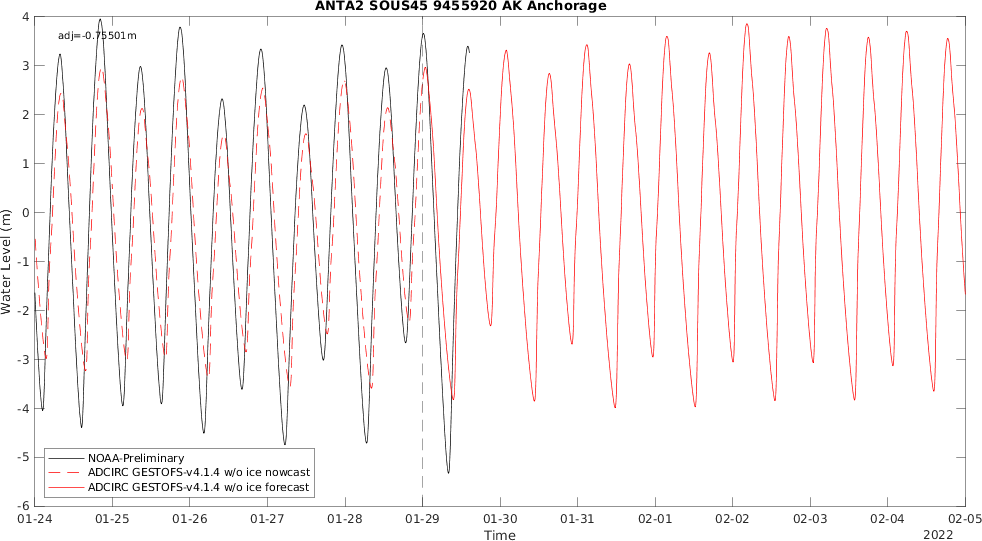 ANTA2 SOUS45 9455920 AK Anchorage
adj=-0.75501m
4
3
2
1
0
-1
-2
-3
-4
-5
-6
Water Level (m)
NOAA-Preliminary
ADCIRC GESTOFS-v4.1.4 w/o ice nowcast
ADCIRC GESTOFS-v4.1.4 w/o ice forecast
01-24 01-25 01-26 01-27 01-28 01-29 01-30 01-31 02-01 02-02 02-03 02-04 02-05
Time
2022